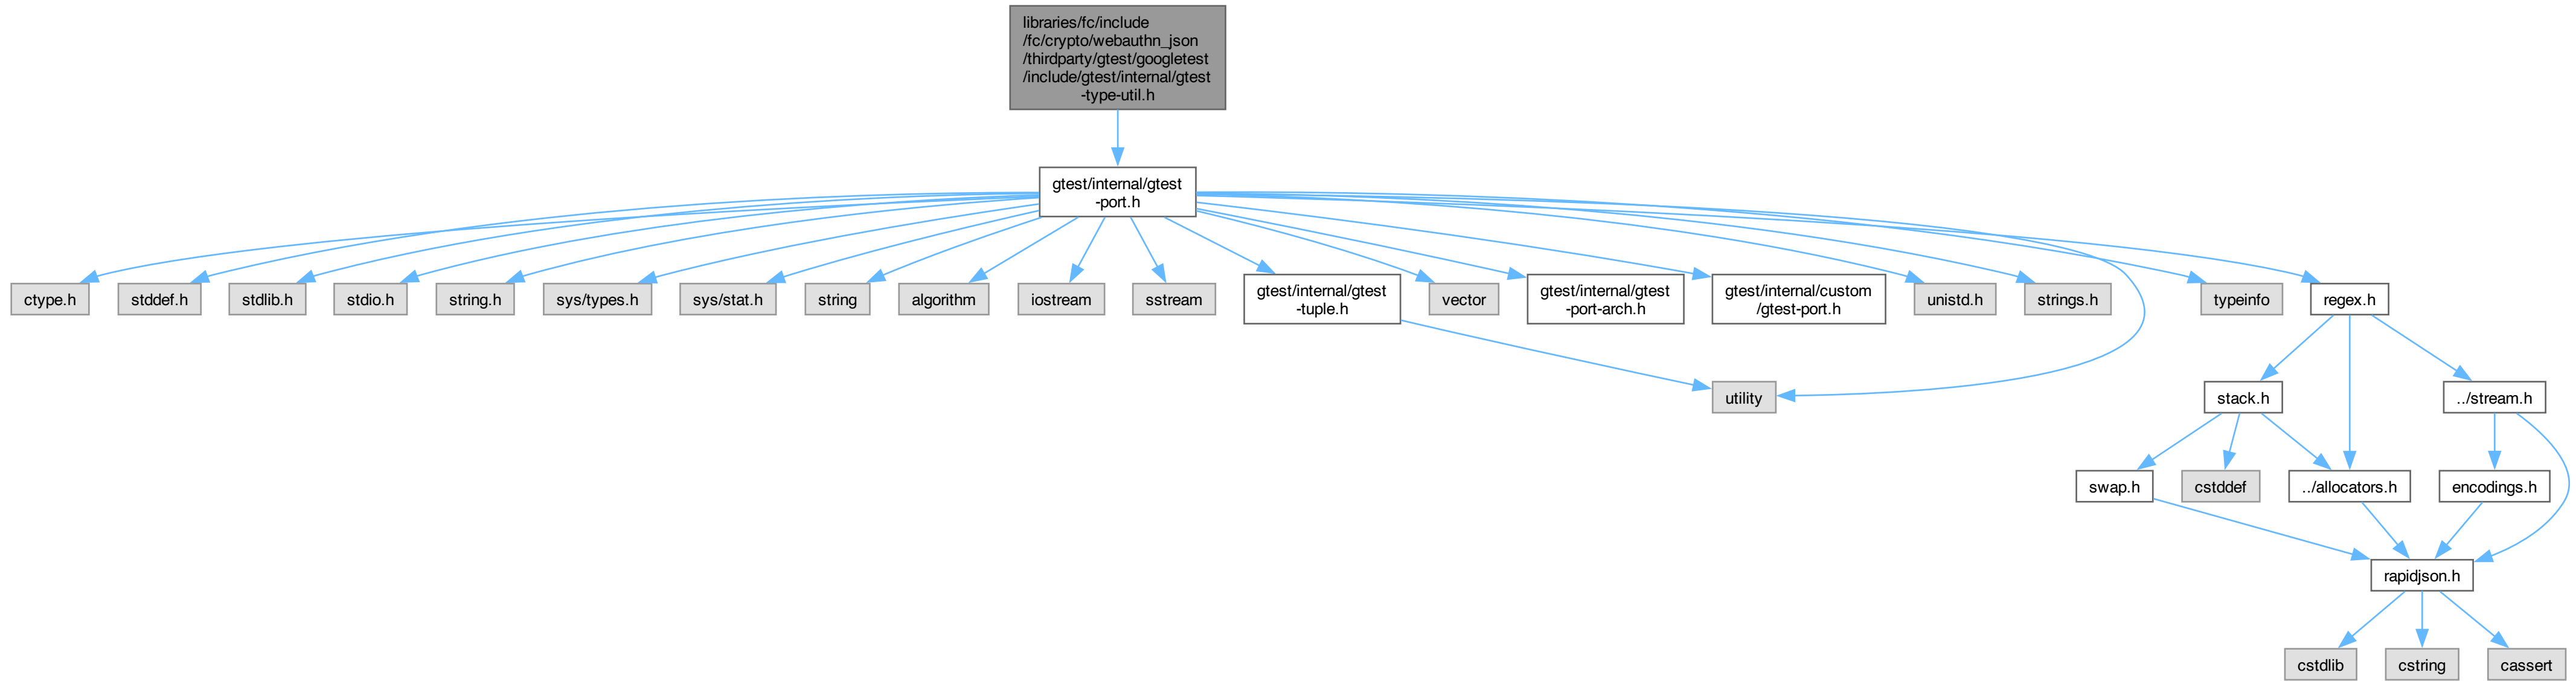 libraries/fc/include
/fc/crypto/webauthn_json
/thirdparty/gtest/googletest
/include/gtest/internal/gtest
-type-util.h
gtest/internal/gtest
-port.h
ctype.h
stddef.h
stdlib.h
stdio.h
string.h
sys/types.h
sys/stat.h
string
algorithm
iostream
sstream
gtest/internal/gtest
-tuple.h
vector
gtest/internal/gtest
-port-arch.h
gtest/internal/custom
/gtest-port.h
unistd.h
strings.h
typeinfo
regex.h
utility
stack.h
../stream.h
swap.h
cstddef
../allocators.h
encodings.h
rapidjson.h
cstdlib
cstring
cassert